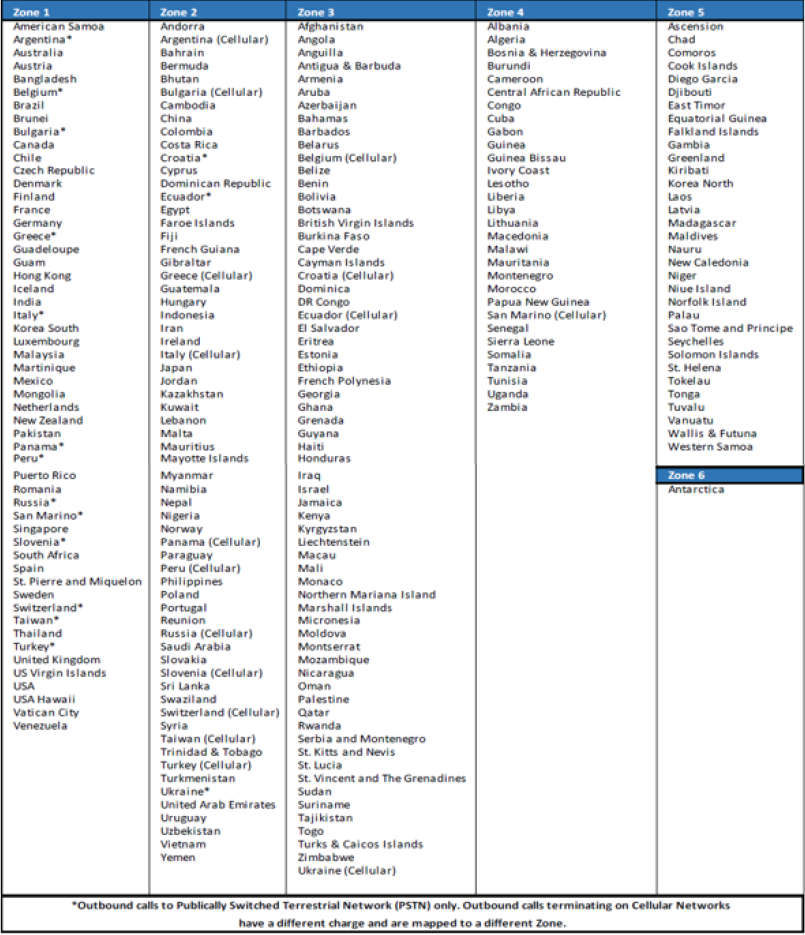 Zone 1
American Samoa
Argentina*
Australia
Austria
Bangladesh
Belgium*
Brazil
Brunei
Bulgaria*
Canada
Chile
Czech Republic
Denmark
Finland
France
Germany
Greece*
Guadeloupe
Guam
Hong Kong
Iceland
India
Italy*
Korea South
Luxembourg
Malaysia
Martinique
Mexico
Mongolia
Netherlands
New Zealand
Pakistan
Panama*
Peru*
Puerto Rico
Romania
Russia*
San Marino*
Singapore
Slovenia*
South Africa
Spain
St. Pierre and Miquelon
Sweden
Switzerland*
Taiwan*
Thailand
Turkey*
United Kingdom
US Virgin Islands
USA
USA Hawaii
Vatican City
Venezuela
Zone 2
Andorra
Argentina (Cellular)
Bahrain
Bermuda
Bhutan
Bulgaria (Cellular)
Cambodia
China
Colombia
Costa Rica
Croatia*
Cyprus
Dominican Republic
Ecuador*
Egypt
Faroe Islands
Fiji
French Guiana
Gibraltar
Greece (Cellular)
Guatemala
Hungary
Indonesia
Iran
Ireland
Italy (Cellular)
Japan
Jordan
Kazakhstan
Kuwait
Lebanon
Malta
Mauritius
Mayotte Islands
Myanmar
Namibia
Nepal
Nigeria
Norway
Panama (Cellular)
Paraguay
Peru (Cellular)
Philippines
Poland
Portugal
Reunion
Russia (Cellular)
Saudi Arabia
Slovakia
Slovenia (Cellular)
Sri Lanka
Swaziland
Switzerland (Cellular)
Syria
Taiwan (Cellular)
Trinidad & Tobago
Turkey (Cellular)
Turkmenistan
Ukraine*
United Arab Emirates
Uruguay
Uzbekistan
Vietnam
Yemen
Zone 3
Afghanistan
Angola
Anguilla
Antigua & Barbuda
Armenia
Aruba
Azerbaijan
Bahamas
Barbados
Belarus
Belgium (Cellular)
Belize
Benin
Bolivia
Botswana
British Virgin Islands
Burkina Faso
Cape Verde
Cayman Islands
Croatia (Cellular)
Dominica
DR Congo
Ecuador (Cellular)
El Salvador
Eritrea
Estonia
Ethiopia
French Polynesia
Georgia
Ghana
Grenada
Guyana
Haiti
Honduras
Iraq
Israel
Jamaica
Kenya
Kyrgyzstan
Liechtenstein
Macau
Mali
Monaco
Northern Mariana Island
Marshall Islands
Micronesia
Moldova
Montserrat
Mozambique
Nicaragua
Oman
Palestine
Qatar
Rwanda
Serbia and Montenegro
St. Kitts and Nevis
St. Lucia
St. Vincent and The Grenadines
Sudan
Suriname
Tajikistan
Togo
Turks & Caicos Islands
Zimbabwe
Ukraine (Cellular)
Zone 4
Albania
Algeria
Bosnia & Herzegovina
Burundi
Cameroon
Central African Republic
Congo
Cuba
Gabon
Guinea
Guinea Bissau
Ivory Coast
Lesotho
Liberia
Libya
Lithuania
Macedonia
Malawi
Mauritania
Montenegro
Morocco
Papua New Guinea
San Marino (Cellular)
Senegal
Sierra Leone
Somalia
Tanzania
Tunisia
Uganda
Zambia
Zone 5
Ascension
Chad
Comoros
Cook Islands
Diego Garcia
Djibouti
East Timor
Equatorial Guinea
Falkland Islands
Gambia
Greenland
Kiribati
Korea North
Laos
Latvia
Madagascar
Maldives
Nauru
New Caledonia
Niger
Niue Island
Norfolk Island
Palau
Sao Tome and Principe
Seychelles
Solomon Islands
St. Helena
Tokelau
Tonga
Tuvalu
Vanuatu
Wallis & Futuna
Western Samoa
Zone 6
Antarctica
*Outbound calls to Publically Switched Terrestrial Network (PSTN) only. Outbound calls terminating on Cellular Networks
have a different charge and are mapped to a different Zone.